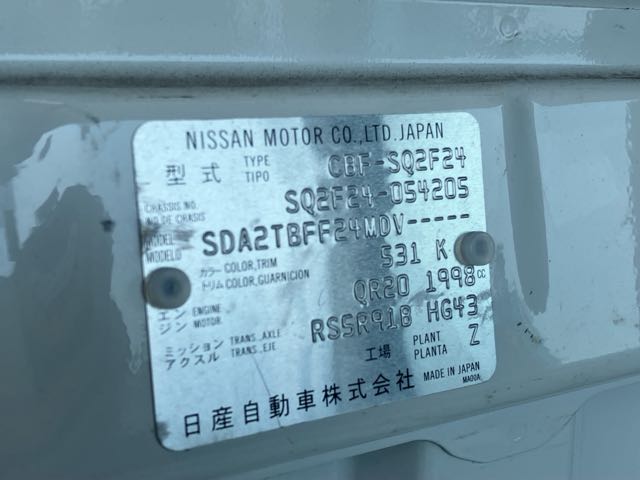 NISSAN MOTOR CO.,LTD.JAPAN
型式 TYPE TIPO CBF-SQ2F24
CHASSIS NO. CHASSIS NO. SQ2F24-054205
MODEL MODELO SDA2TBFF24MDV-----
カラー トリム COLOR,TRIM COLOR,GUARNICION 531 K
エンジン ENGINE MOTOR QR20 1998cc
ミッション アクスル TRANS.,AXLE TRANS.,EJE RS5R91B HG43
工場 PLANT PLANTA Z
日産自動車株式会社 MADE IN JAPAN